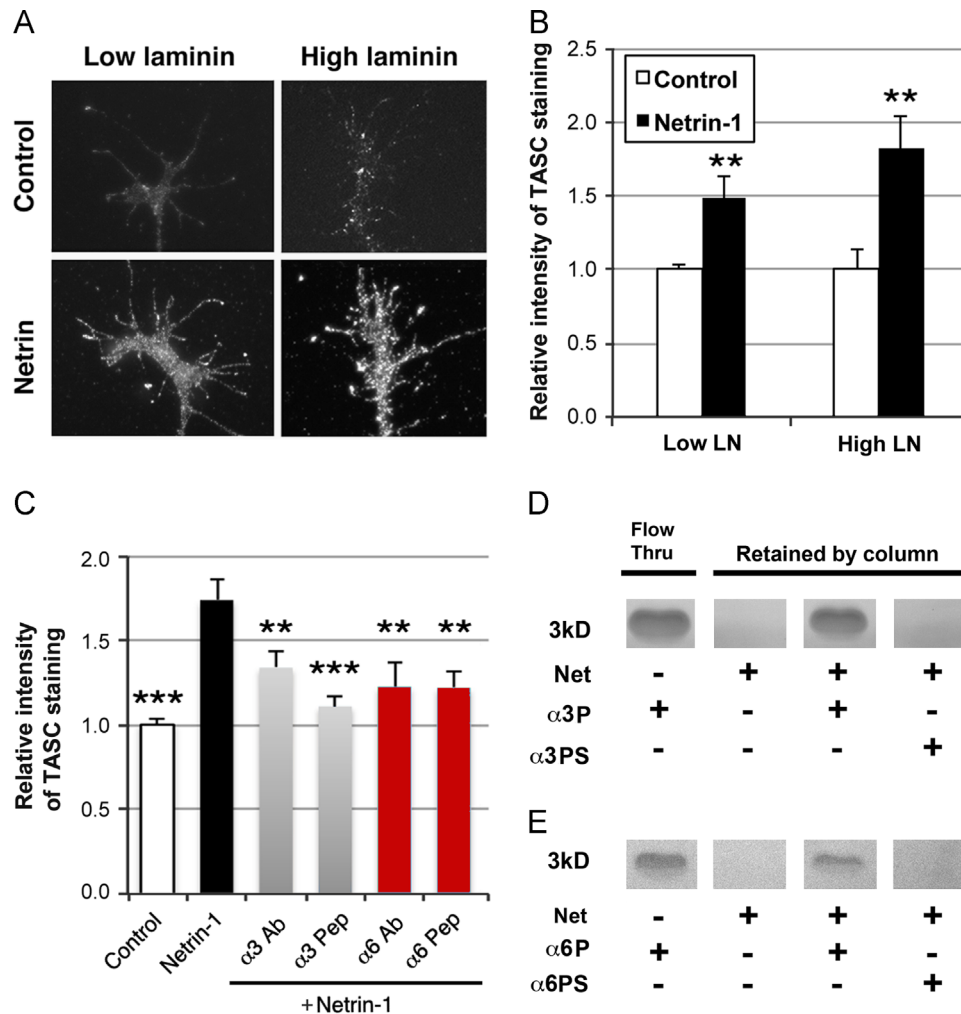 A
Low laminin
High laminin
Control
Netrin
B
Relative intensity of TASC staining
2.5
2.0
1.5
1.0
0.5
0.0
Control
Netrin-1
**
**
Low LN
High LN
C
Relative intensity
of TASC staining
2.0
1.5
1.0
0.5
0.0
***
**
***
**
**
Control
Netrin-1
α3 Ab
α3 Pep
α6 Ab
α6 Pep
+Netrin-1
D
Flow
Thru
Retained by column
3kD
Net - + + +
α3P + - + -
α3PS - - - +
E
3kD
Net - + + +
α6P + - + -
α6PS - - - +